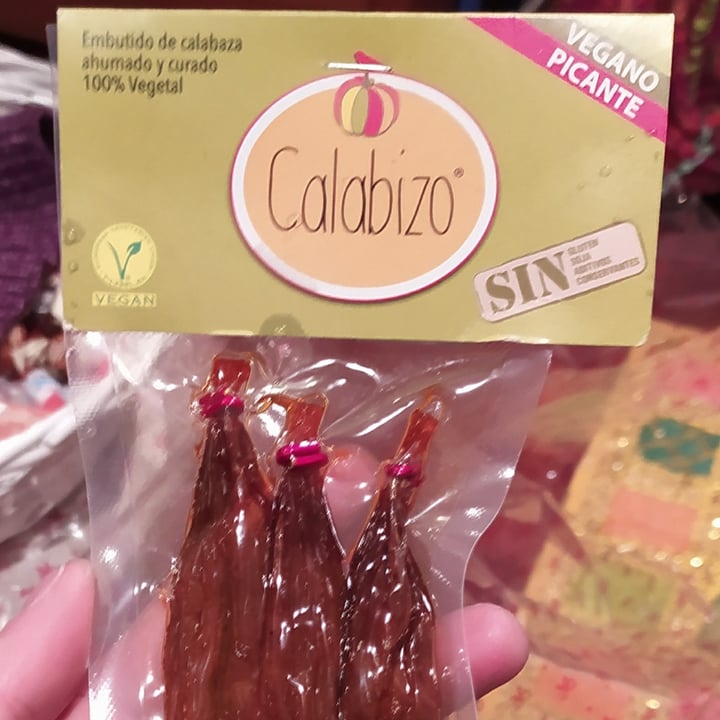 Embutido de calabaza
ahumado y curado
100% Vegetal
VEGANO
PICANTE
Calabizo®
SIN
GLUTEN
SOJA
ADITIVOS
CONSERVANTES
VEGAN